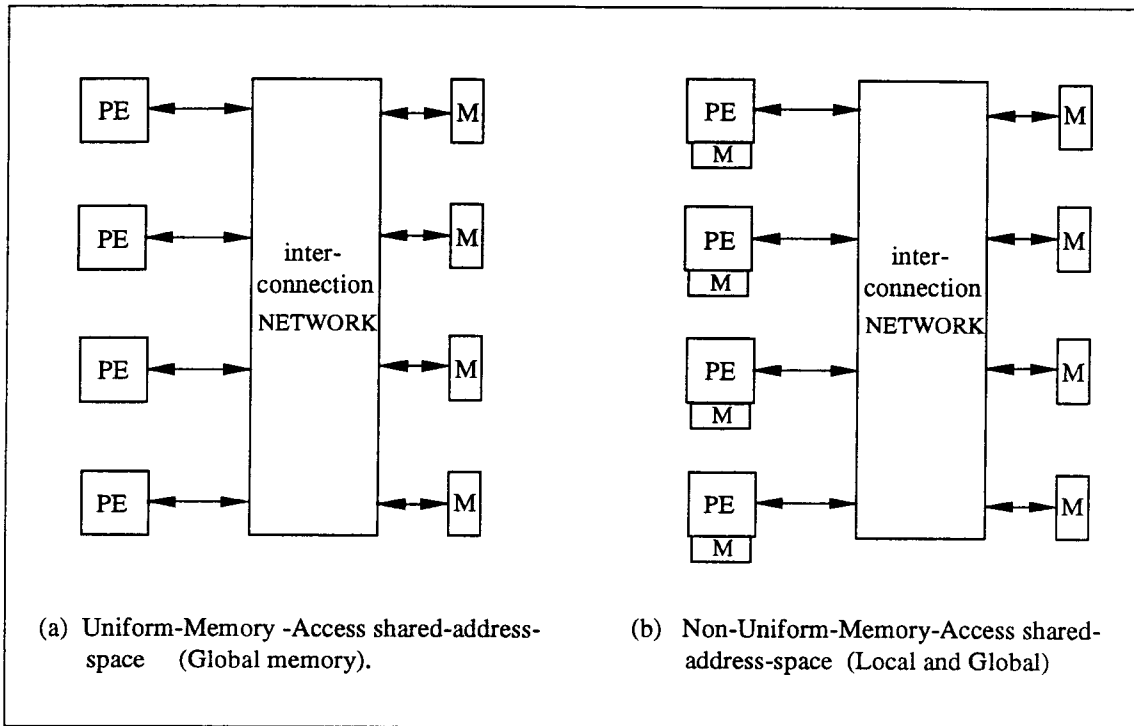 PE
M
PE
M
PE
M
PE
M
inter-
connection
NETWORK
(a) Uniform-Memory -Access shared-address-
space (Global memory).
PE
M
M
PE
M
M
PE
M
M
PE
M
M
inter-
connection
NETWORK
(b) Non-Uniform-Memory-Access shared-
address-space (Local and Global)